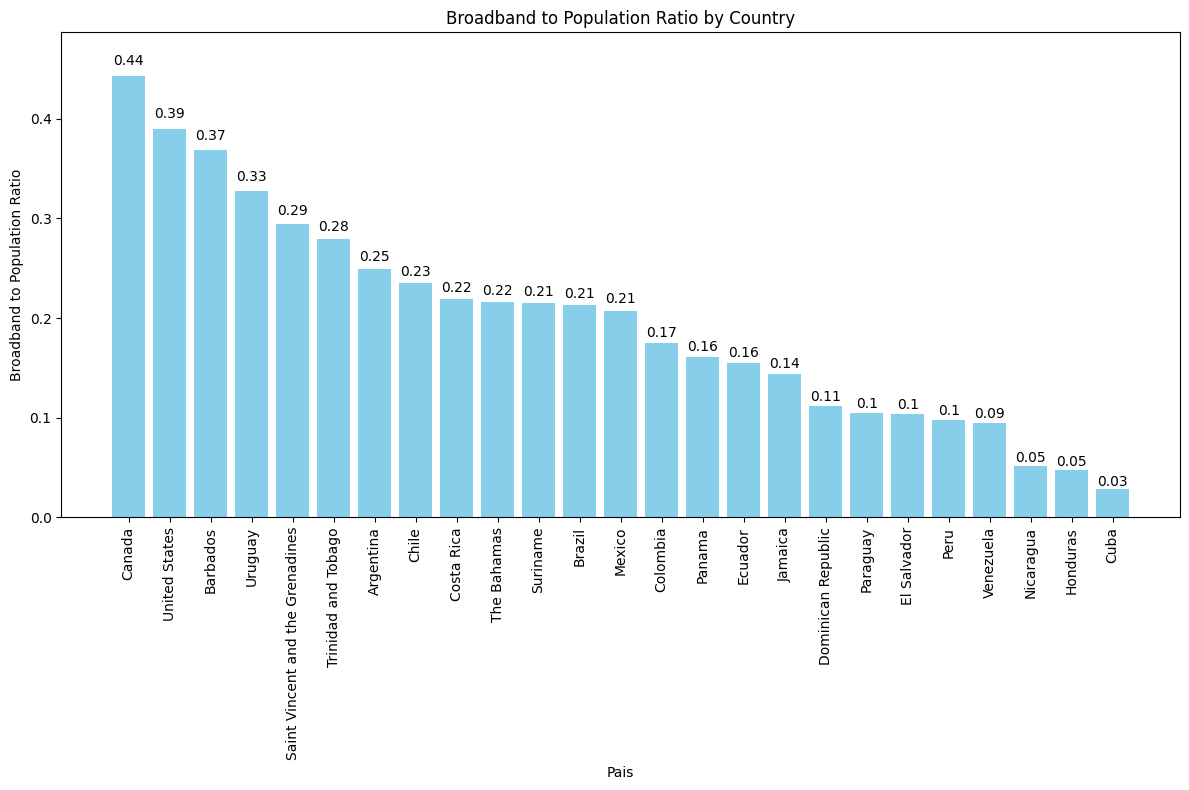 Broadband to Population Ratio by Country
Broadband to Population Ratio
0.4
0.3
0.2
0.1
0.0
0.44
0.39
0.37
0.33
0.29
0.28
0.25
0.23
0.22
0.22
0.21
0.21
0.21
0.17
0.16
0.16
0.14
0.11
0.1
0.1
0.1
0.09
0.05
0.05
0.03
Canada
United States
Barbados
Uruguay
Saint Vincent and the Grenadines
Trinidad and Tobago
Argentina
Chile
Costa Rica
The Bahamas
Suriname
Brazil
Mexico
Colombia
Panama
Ecuador
Jamaica
Dominican Republic
Paraguay
El Salvador
Peru
Venezuela
Nicaragua
Honduras
Cuba
Pais